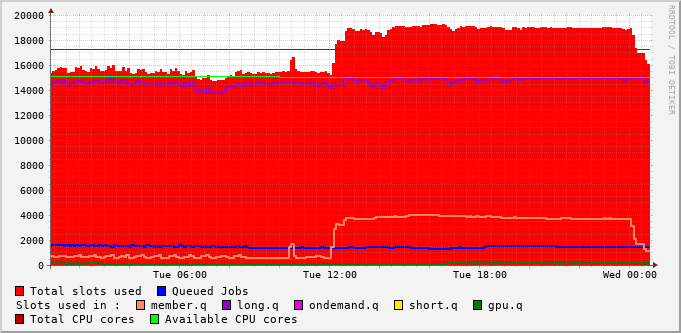 20000
18000
16000
14000
12000
10000
8000
6000
4000
2000
0
Tue 06:00 Tue 12:00 Tue 18:00 Wed 00:00
RRDTOOL / TOBI OETIKER
Total slots used Queued Jobs
Slots used in : member.q long.q ondemand.q short.q gpu.q
Total CPU cores Available CPU cores